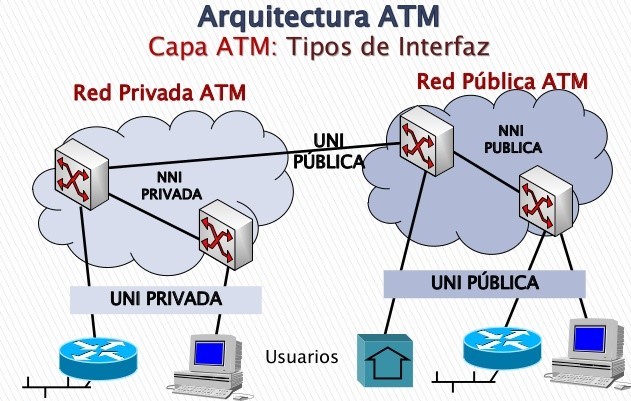 Arquitectura ATM
Capa ATM: Tipos de Interfaz
Red Privada ATM
Red Pública ATM
UNI
PÚBLICA
NNI
PUBLICA
NNI
PRIVADA
UNI PRIVADA
UNI PÚBLICA
Usuarios